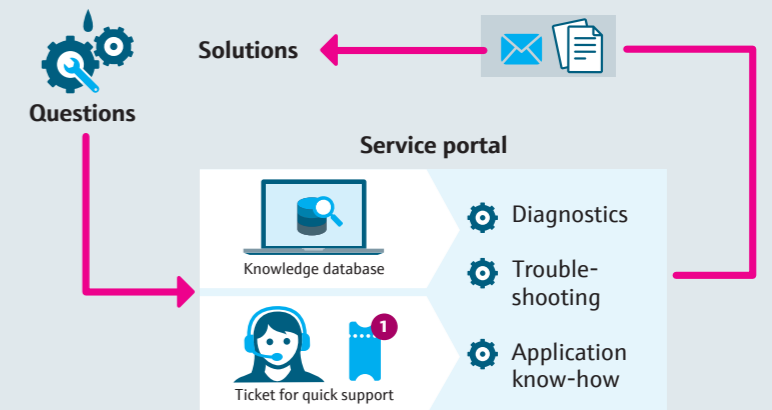 Solutions
Questions
Service portal
Knowledge database
1
Ticket for quick support
Diagnostics
Trouble-
shooting
Application
know-how